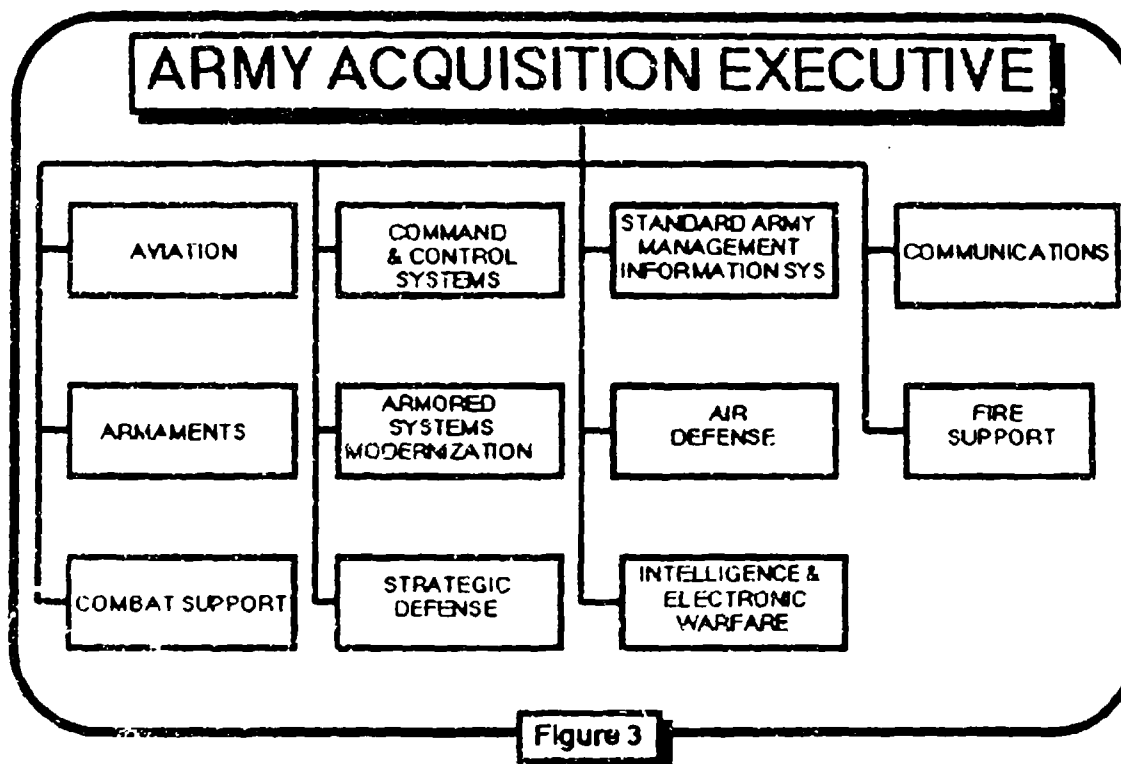 ARMY ACQUISITION EXECUTIVE
AVIATION
COMMAND
& CONTROL
SYSTEMS
STANDARD ARMY
MANAGEMENT
INFORMATION SYS
COMMUNICATIONS
ARMAMENTS
ARMORED
SYSTEMS
MODERNIZATION
AIR
DEFENSE
FIRE
SUPPORT
COMBAT SUPPORT
STRATEGIC
DEFENSE
INTELLIGENCE &
ELECTRONIC
WARFARE
Figure 3